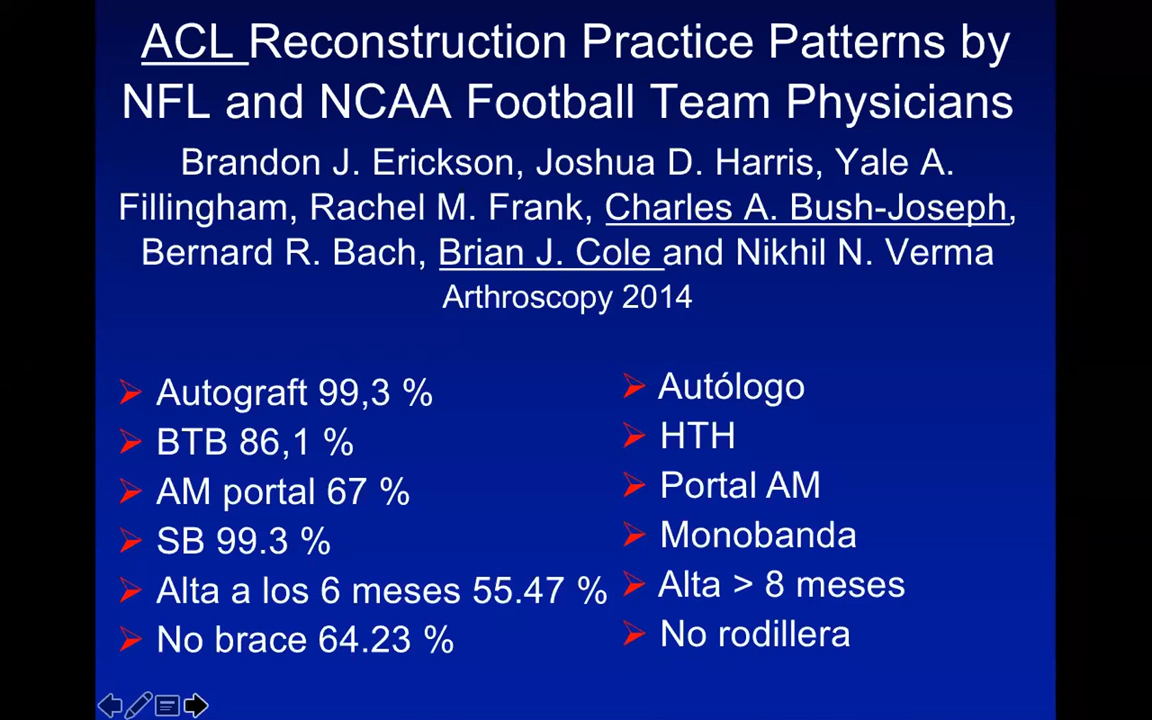 ACL Reconstruction Practice Patterns by
NFL and NCAA Football Team Physicians
Brandon J. Erickson, Joshua D. Harris, Yale A.
Fillingham, Rachel M. Frank, Charles A. Bush-Joseph,
Bernard R. Bach, Brian J. Cole and Nikhil N. Verma
Arthroscopy 2014
Autograft 99,3 %
BTB 86,1 %
AM portal 67 %
SB 99.3 %
Alta a los 6 meses 55.47 %
No brace 64.23 %
Autólogo
HTH
Portal AM
Monobanda
Alta > 8 meses
No rodillera